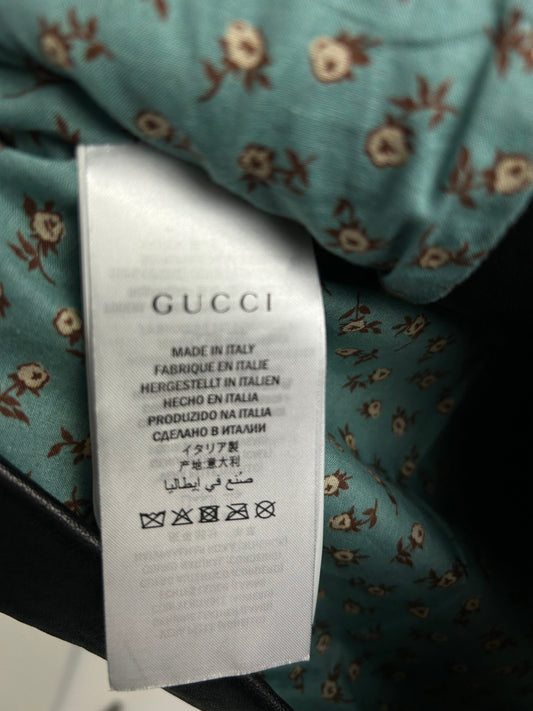 GUCCI
MADE IN ITALY
FABRIQUE EN ITALIE
HERGESTELLT IN ITALIEN
HECHO EN ITALIA
PRODUZIDO NA ITALIA
СДЕЛАНО В ИТАЛИИ
イタリア製
产地:意大利
صنع في إيطاليا